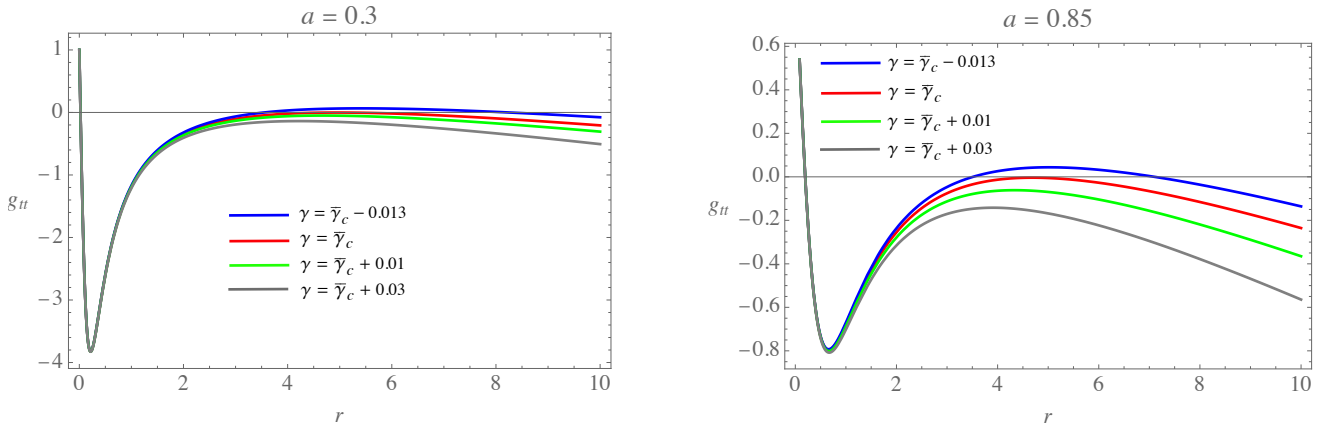 a = 0.3
1
0
−1
−2
−3
−4
g_tt
γ = γ̅_c − 0.013
γ = γ̅_c
γ = γ̅_c + 0.01
γ = γ̅_c + 0.03
0 2 4 6 8 10
r
a = 0.85
0.6
0.4
0.2
0.0
−0.2
−0.4
−0.6
−0.8
g_tt
γ = γ̅_c − 0.013
γ = γ̅_c
γ = γ̅_c + 0.01
γ = γ̅_c + 0.03
0 2 4 6 8 10
r